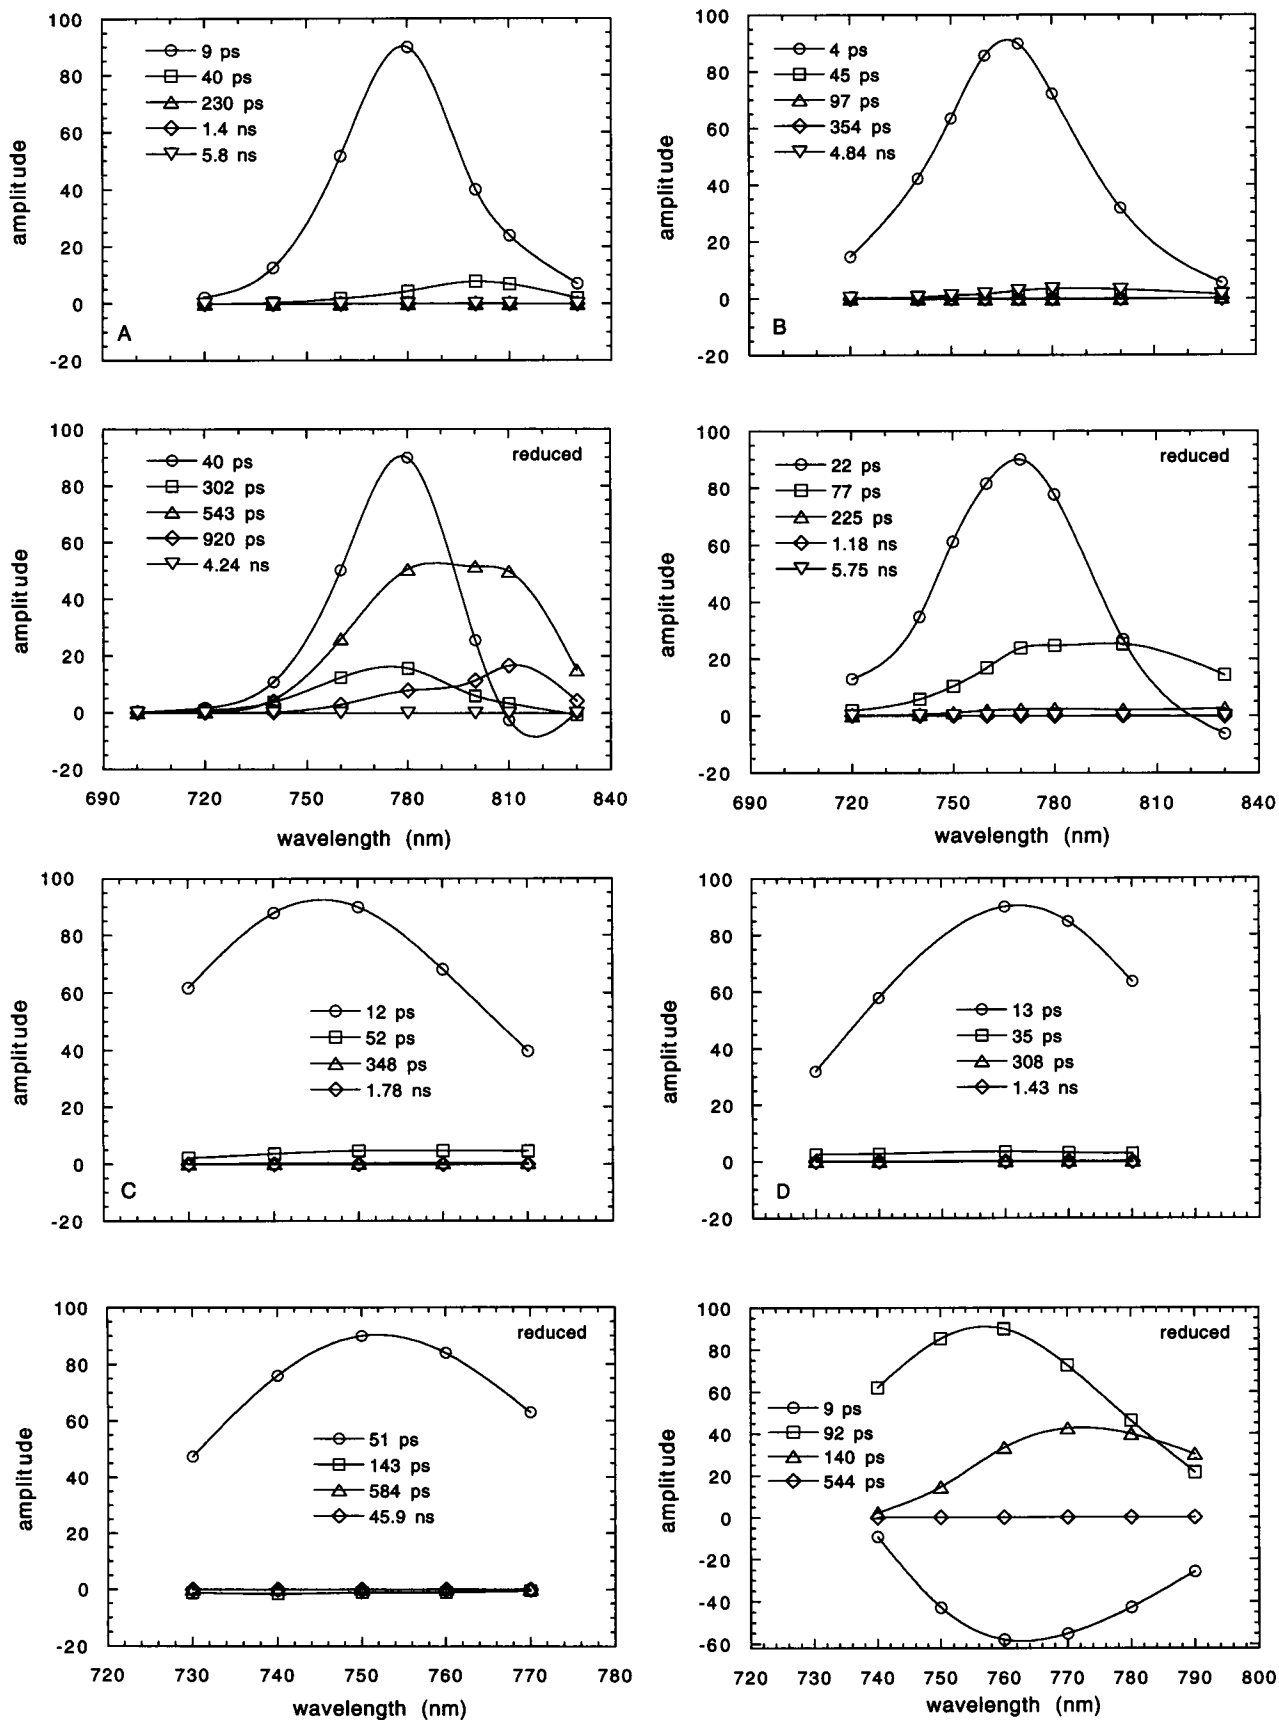 100
80
60
40
20
0
-20
amplitude
9 ps
40 ps
230 ps
1.4 ns
5.8 ns
A
100
80
60
40
20
0
-20
amplitude
4 ps
45 ps
97 ps
354 ps
4.84 ns
B
100
80
60
40
20
0
-20
amplitude
reduced
40 ps
302 ps
543 ps
920 ps
4.24 ns
690 720 750 780 810 840
wavelength (nm)
100
80
60
40
20
0
-20
amplitude
reduced
22 ps
77 ps
225 ps
1.18 ns
5.75 ns
690 720 750 780 810 840
wavelength (nm)
100
80
60
40
20
0
-20
amplitude
12 ps
52 ps
348 ps
1.78 ns
C
100
80
60
40
20
0
-20
amplitude
13 ps
35 ps
308 ps
1.43 ns
D
100
80
60
40
20
0
-20
amplitude
reduced
51 ps
143 ps
584 ps
45.9 ns
720 730 740 750 760 770 780
wavelength (nm)
100
80
60
40
20
0
-20
-40
-60
amplitude
reduced
9 ps
92 ps
140 ps
544 ps
720 730 740 750 760 770 780 790 800
wavelength (nm)